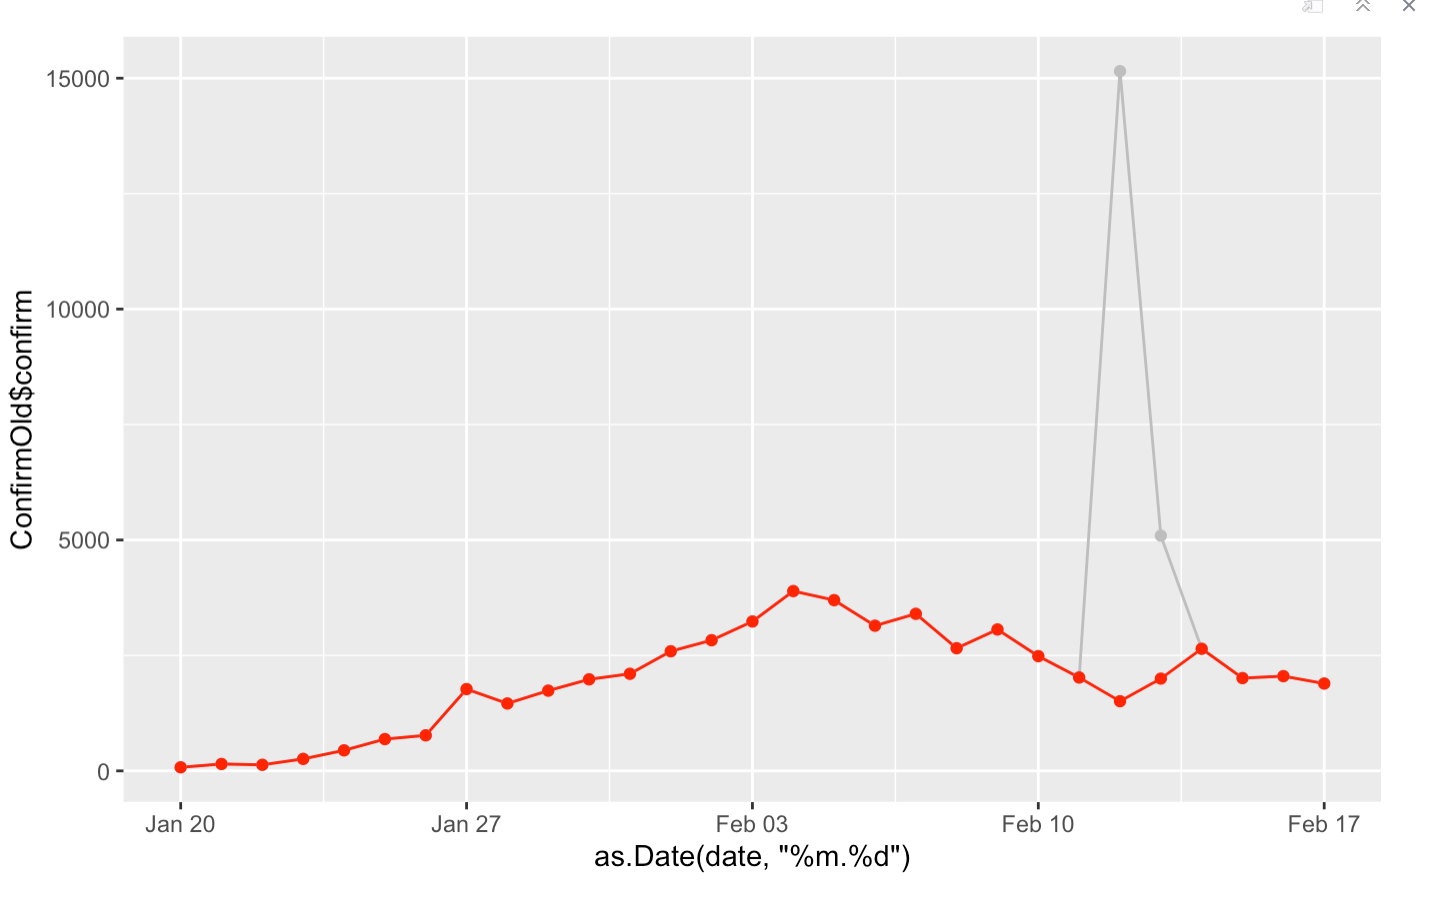 15000
10000
5000
0
ConfirmOld$confirm
Jan 20 Jan 27 Feb 03 Feb 10 Feb 17
as.Date(date, "%m.%d")